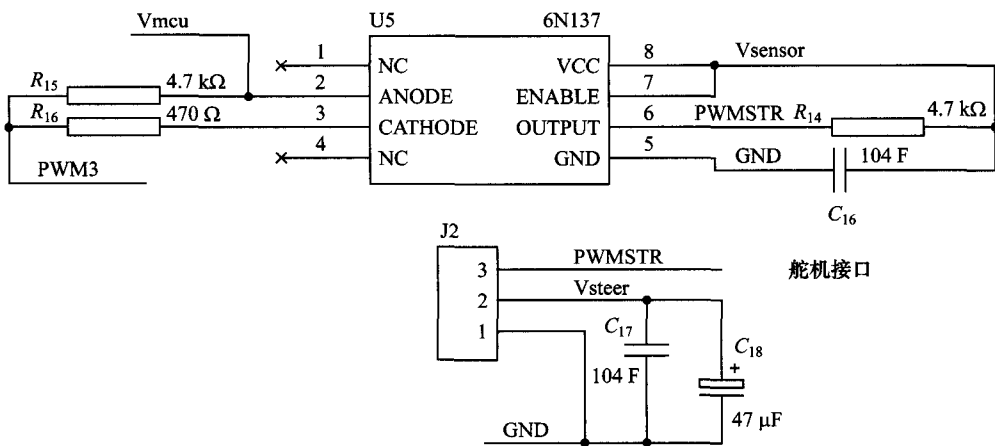 U5 6N137
Vmcu
1 NC VCC 8 Vsensor
R15 4.7 kΩ 2 ANODE ENABLE 7
R16 470 Ω 3 CATHODE OUTPUT 6 PWMSTR R14 4.7 kΩ
4 NC GND 5 GND 104 F
PWM3
C16
J2
3 PWMSTR
舵机接口
2 Vsteer
1 C17
C18
+
104 F
47 μF
GND